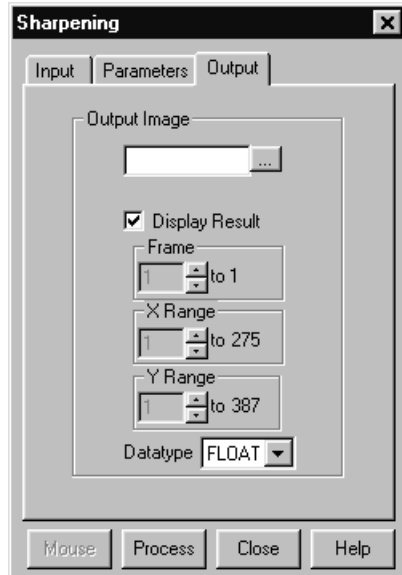 Sharpening
Input Parameters Output
Output Image
...
Display Result
Frame
1 to 1
X Range
1 to 275
Y Range
1 to 387
Datatype FLOAT
Mouse Process Close Help